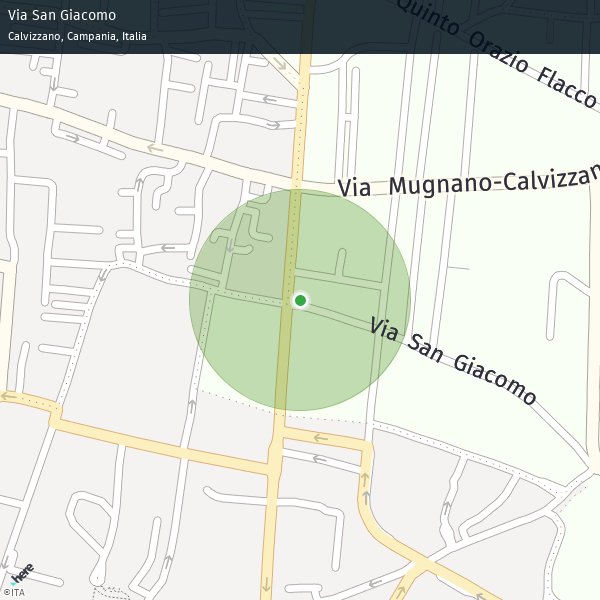 Via San Giacomo
Calvizzano, Campania, Italia
Quinto Orazio Flacco
Via Mugnano-Calvizzan
Via San Giacomo
here
©ITA